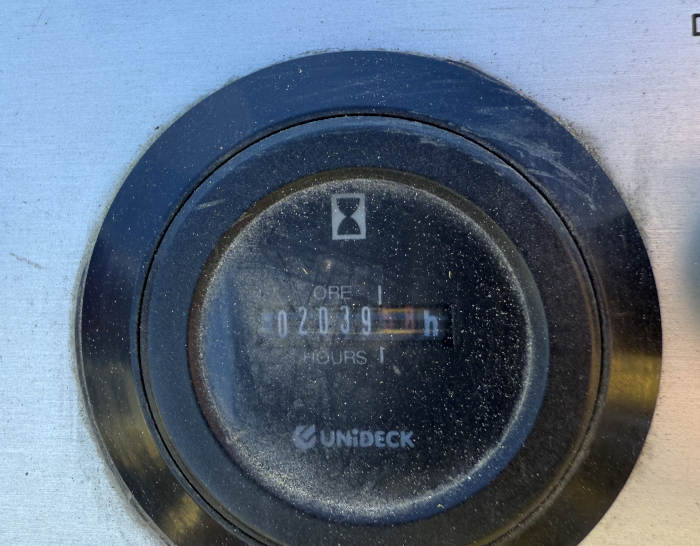 ORE
02039 h
HOURS
UNiDECK